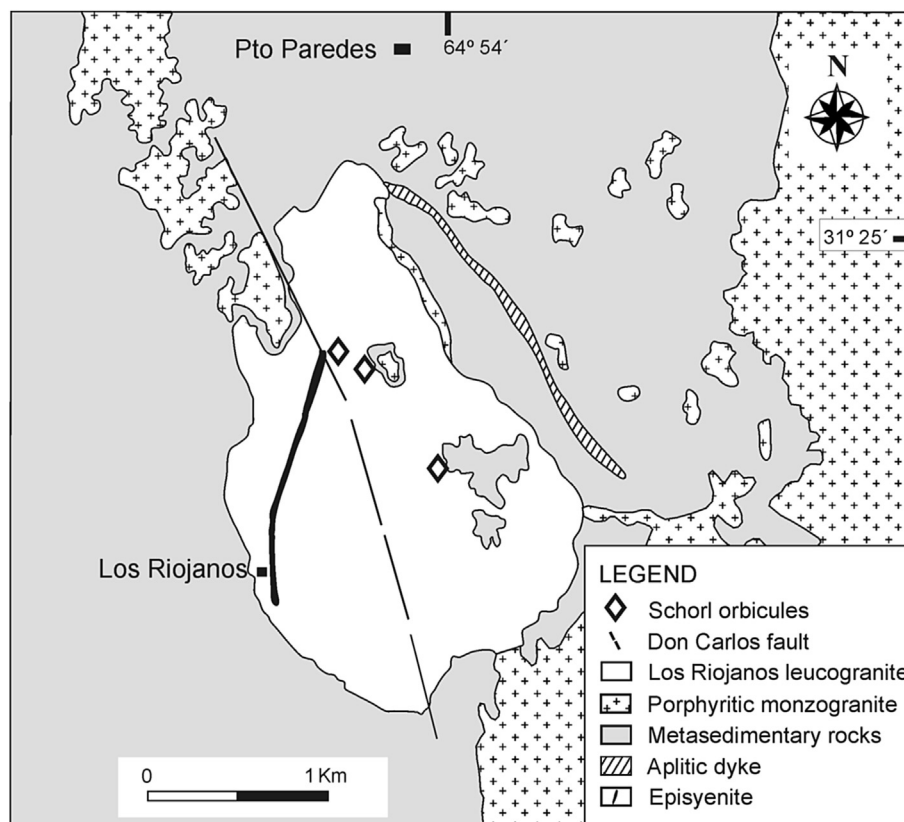 Pto Paredes
64º 54´
N
31º 25´
Los Riojanos
LEGEND
Schorl orbicules
Don Carlos fault
Los Riojanos leucogranite
Porphyritic monzogranite
Metasedimentary rocks
Aplitic dyke
Episyenite
0 1 Km